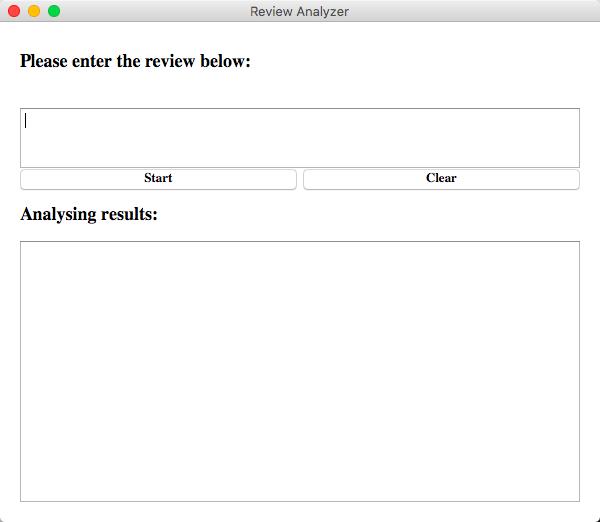 Review Analyzer
Please enter the review below:
Start Clear
Analysing results: